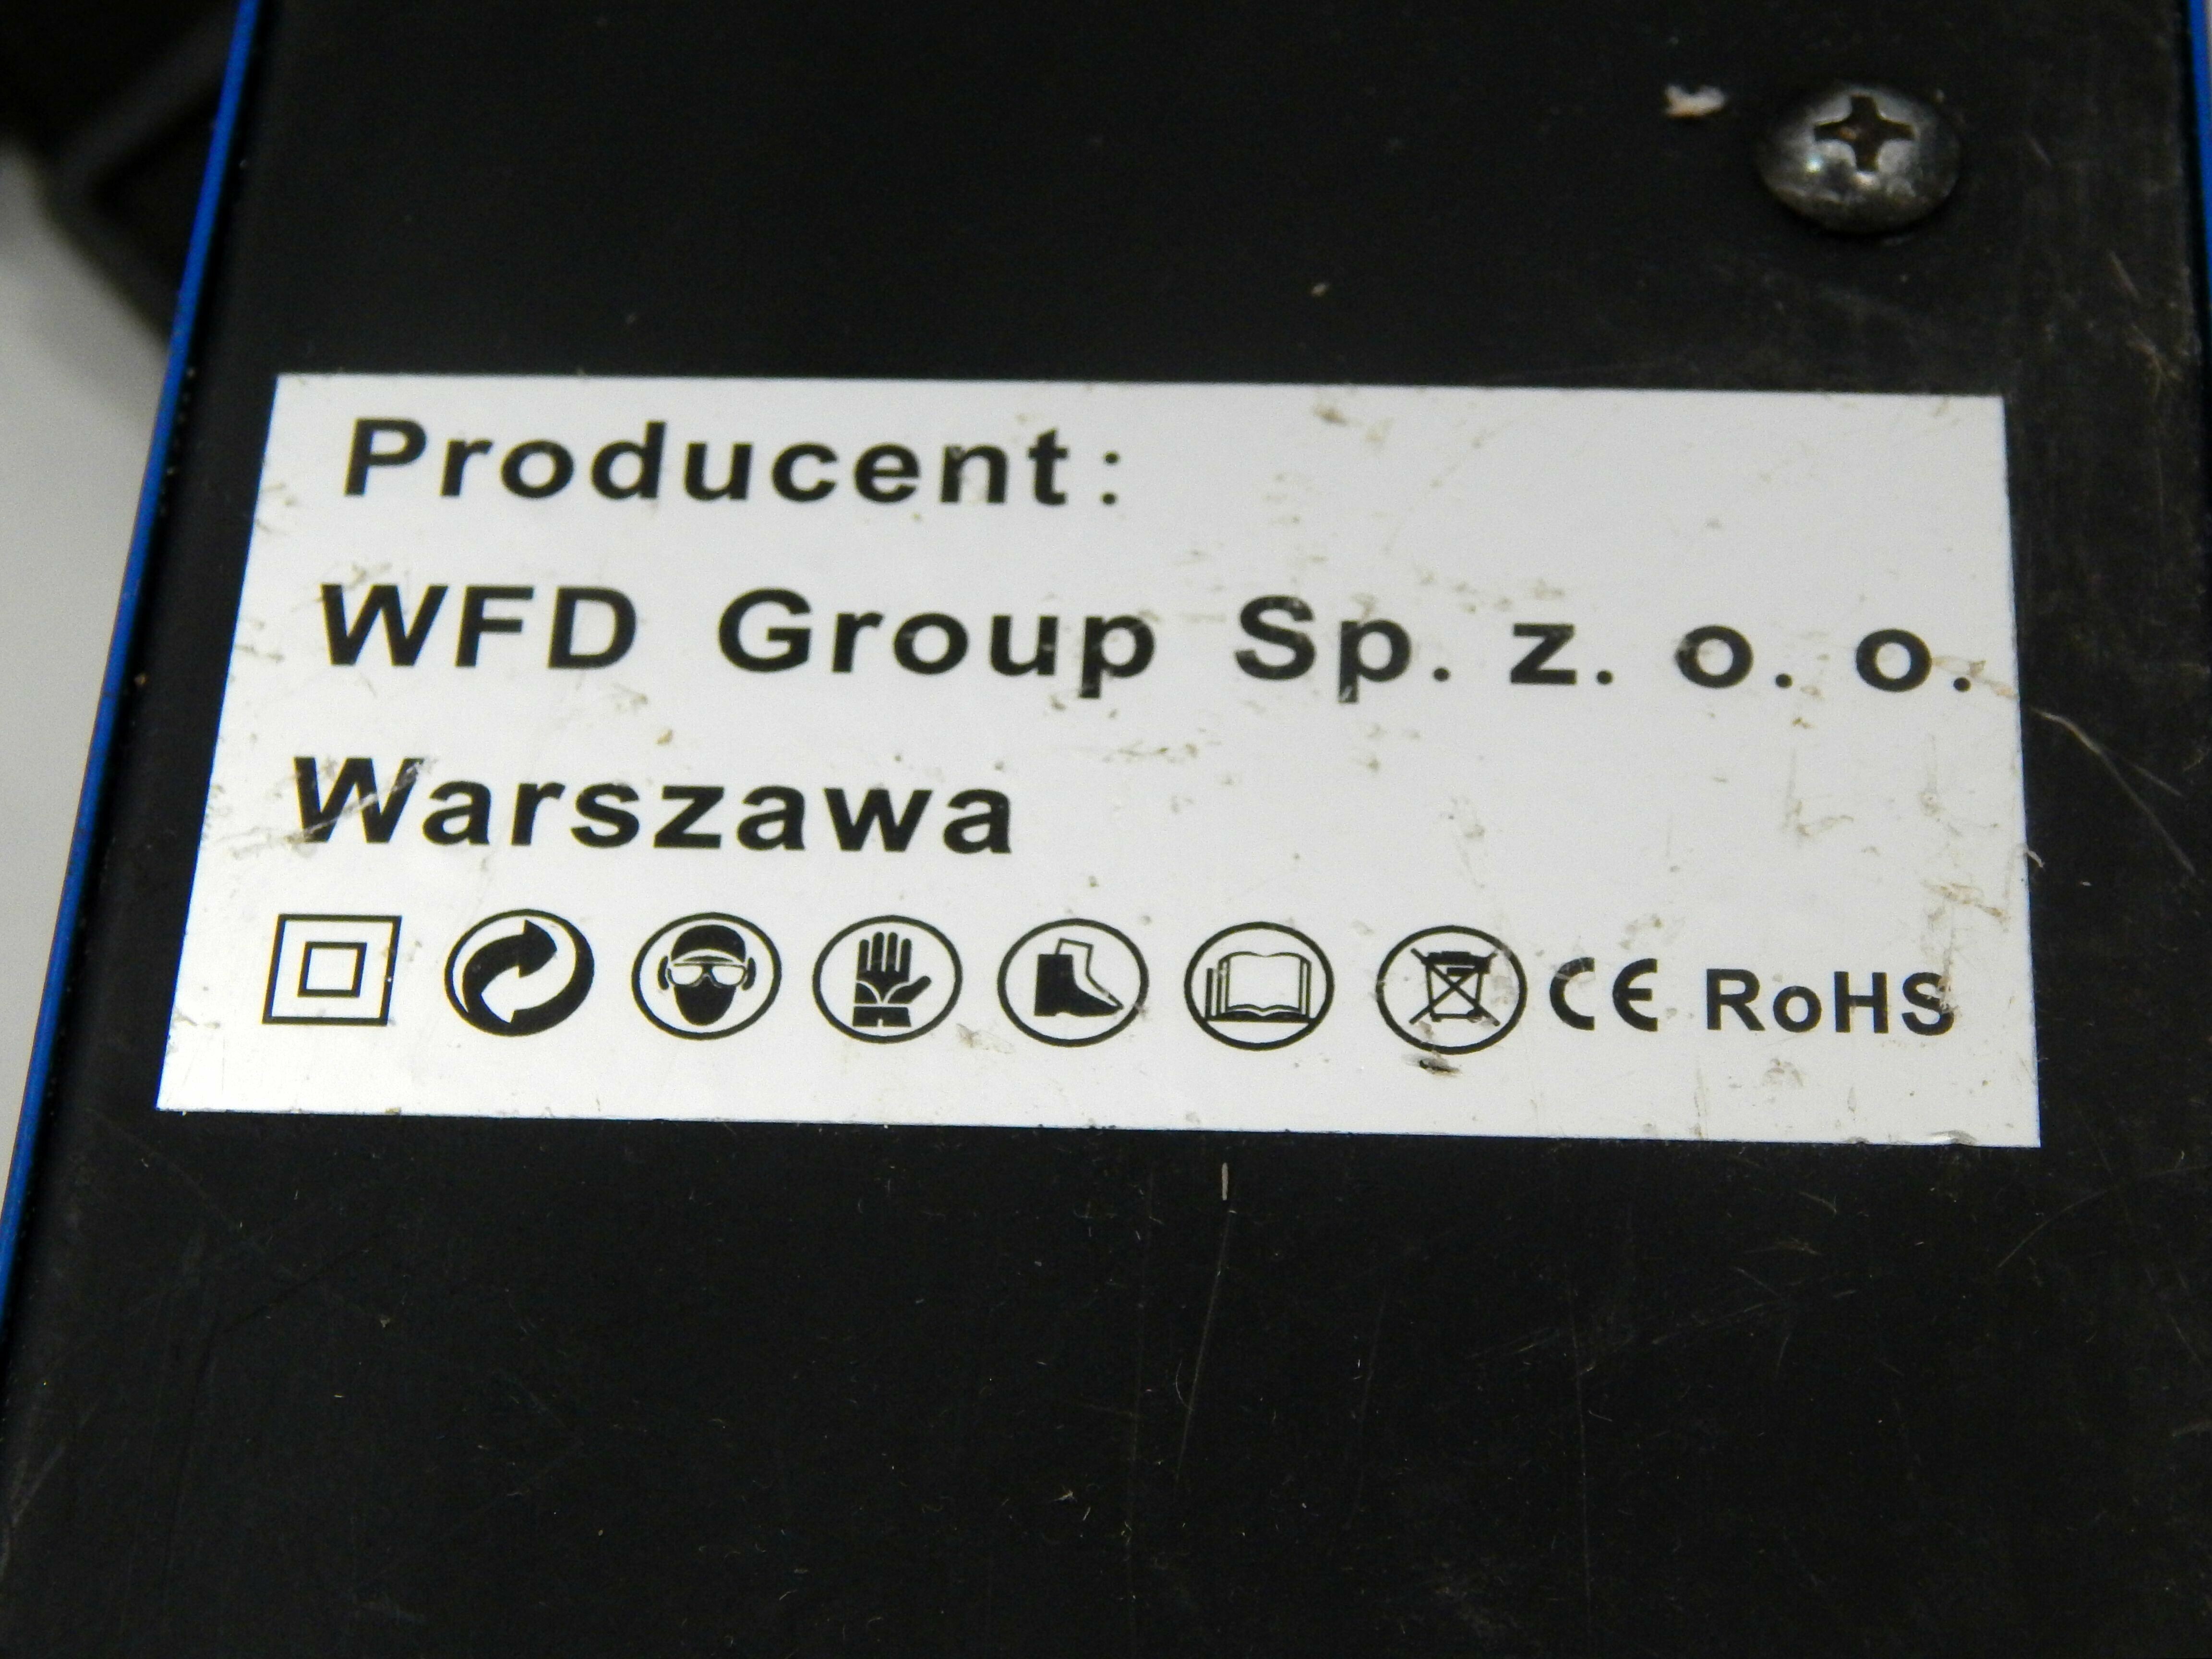 Producent:
WFD Group Sp. z. o. o.
Warszawa
CE RoHS